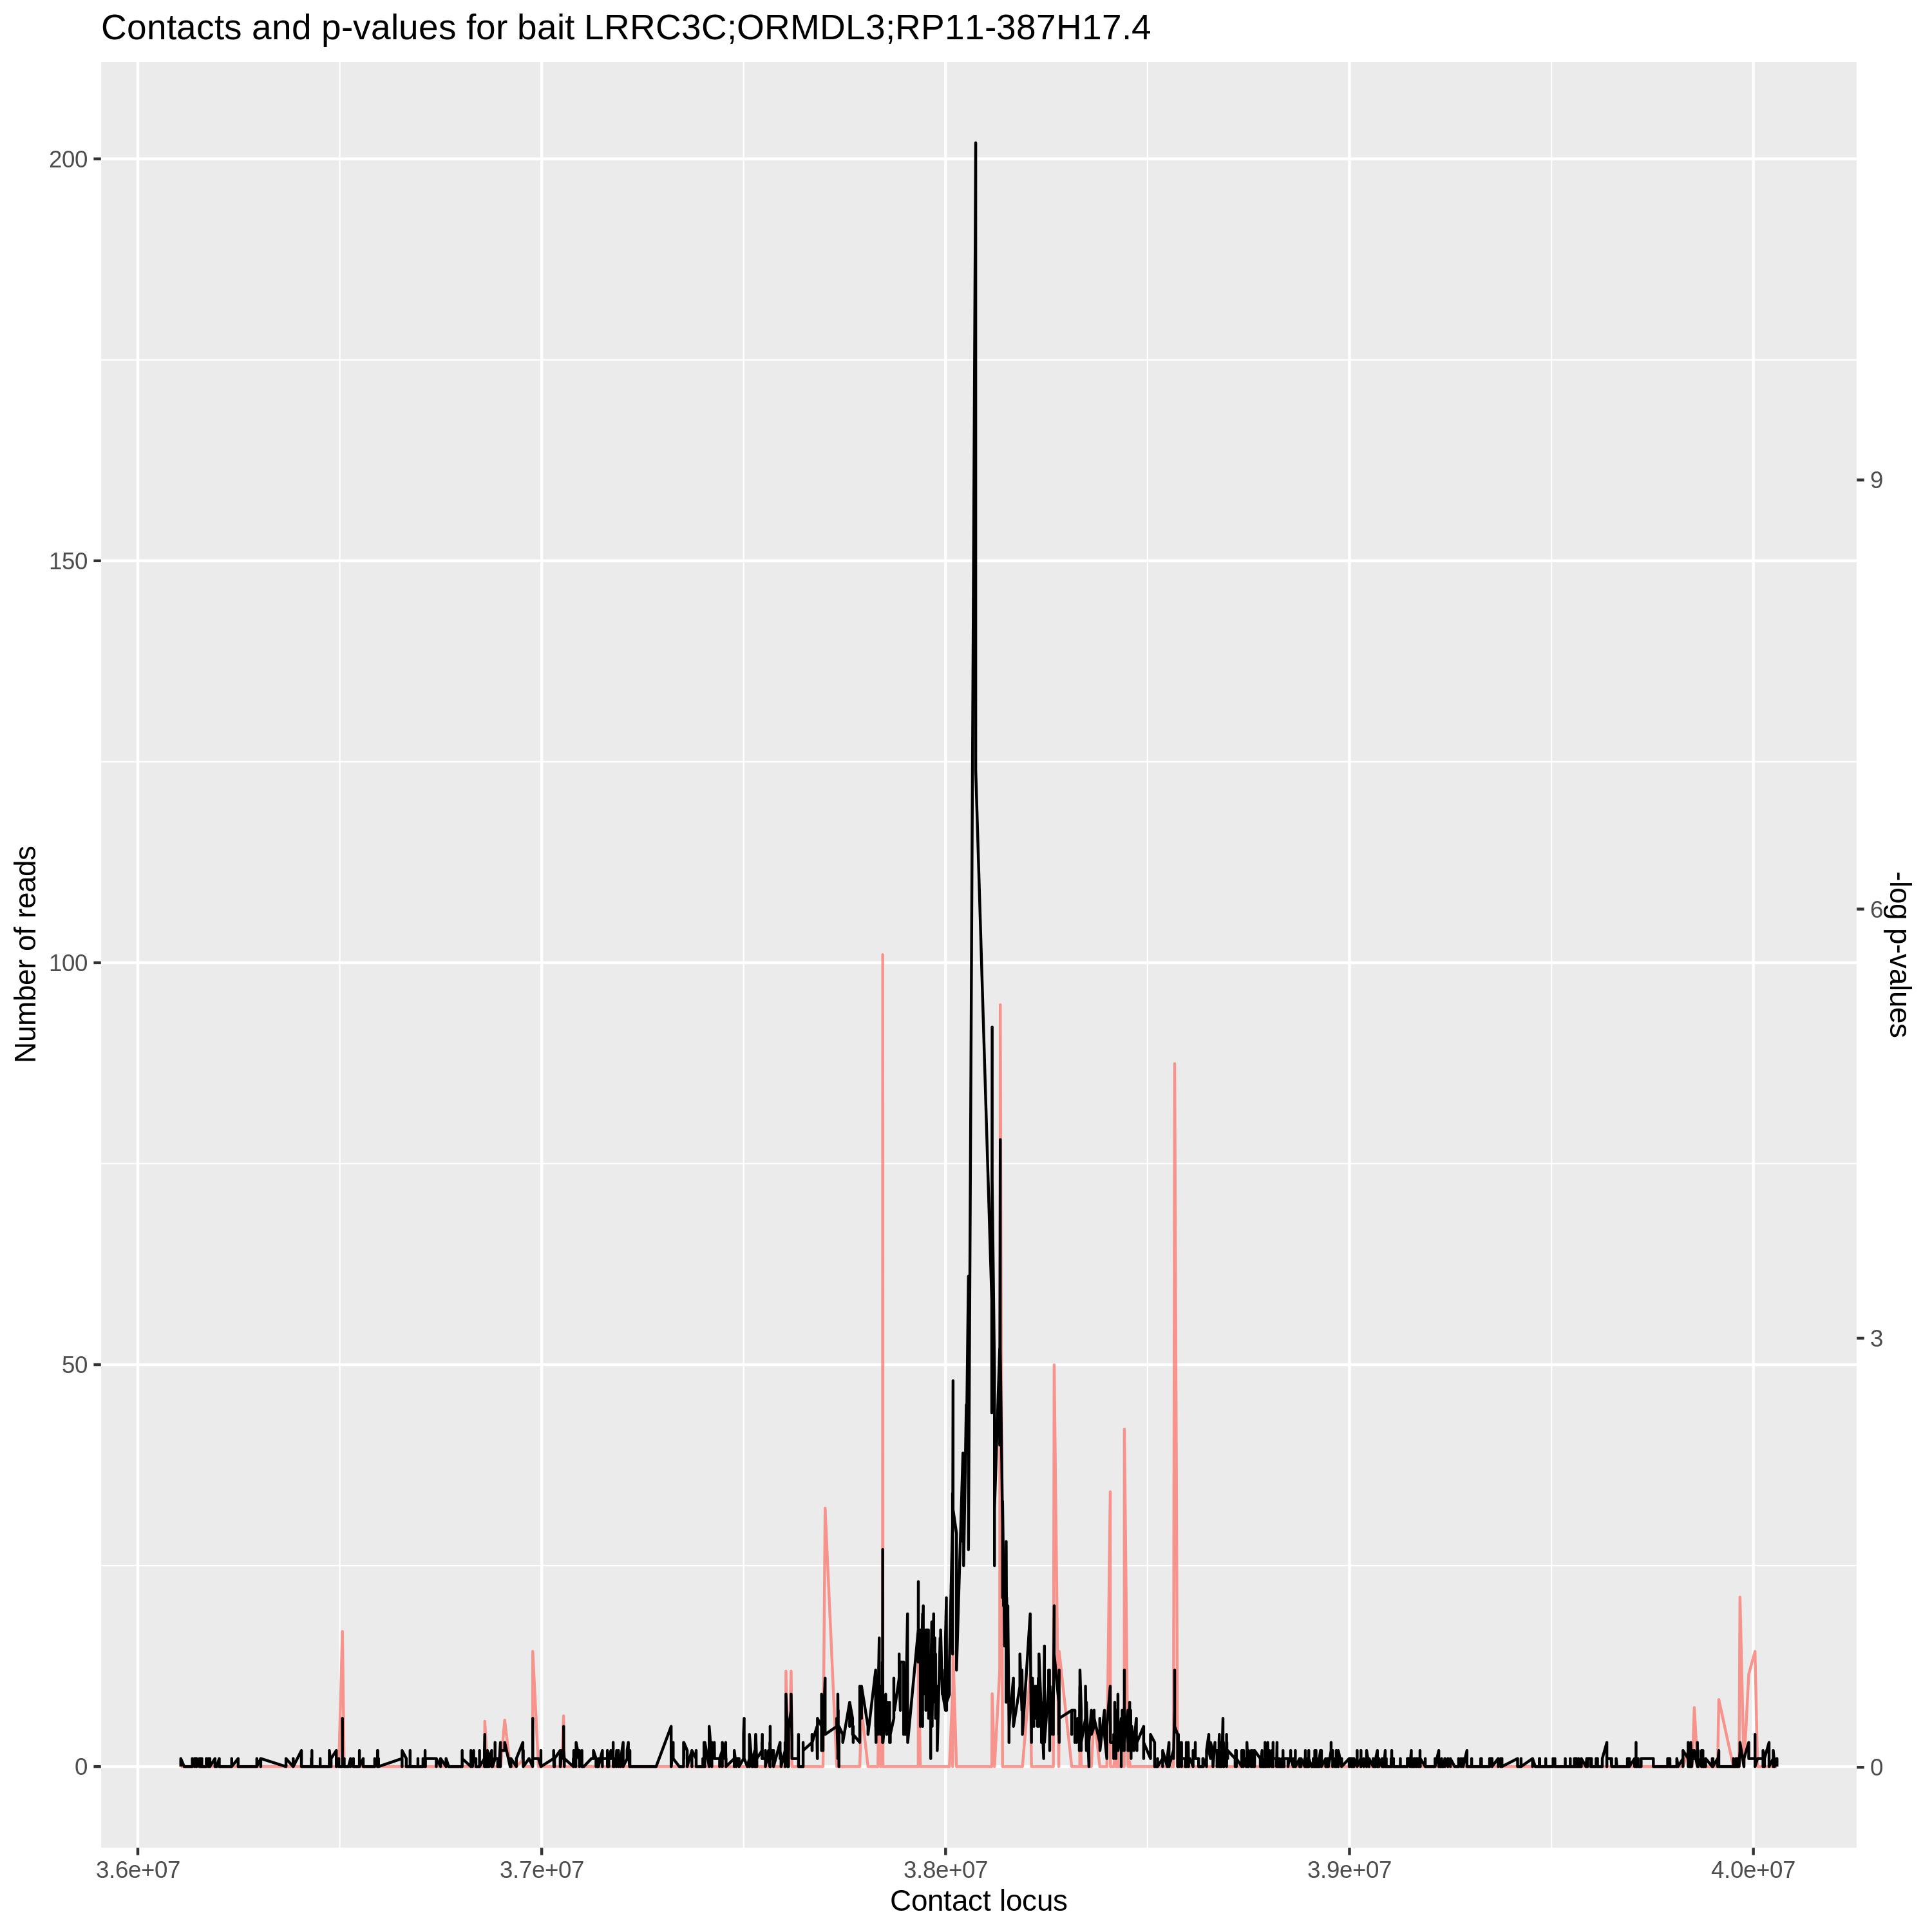 Contacts and p-values for bait LRRC3C;ORMDL3;RP11-387H17.4
200
150
100
50
0
Number of reads
9
6
3
0
-log p-values
3.6e+07 3.7e+07 3.8e+07 3.9e+07 4.0e+07
Contact locus